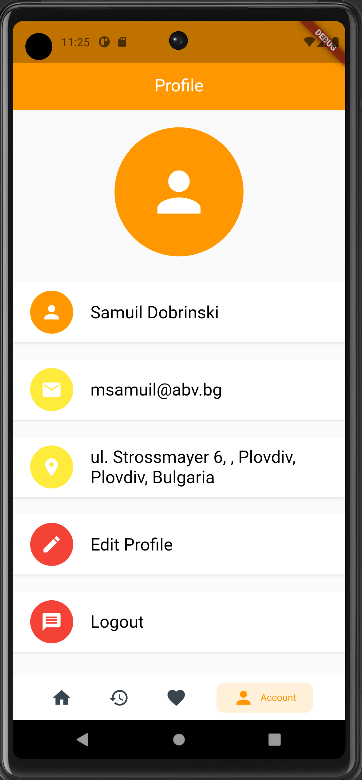 11:25
DEBUG
Profile
Samuil Dobrinski
msamuil@abv.bg
ul. Strossmayer 6, , Plovdiv,
Plovdiv, Bulgaria
Edit Profile
Logout
Account